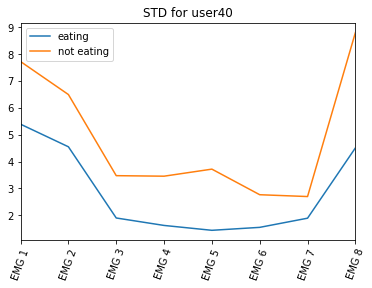 STD for user40
eating
not eating
9
8
7
6
5
4
3
2
EMG 1
EMG 2
EMG 3
EMG 4
EMG 5
EMG 6
EMG 7
EMG 8